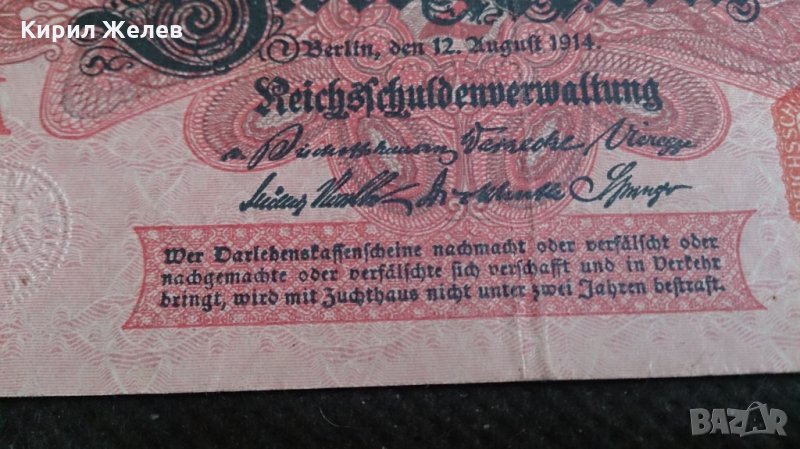 Кирил Желев
Berlin, den 12. August 1914.
Reichsschuldenverwaltung
Wer Darlehenskassenscheine nachmacht oder verfälscht oder
nachgemachte oder verfälschte sich verschafft und in Verkehr
bringt, wird mit Zuchthaus nicht unter zwei Jahren bestraft.
BAZAR